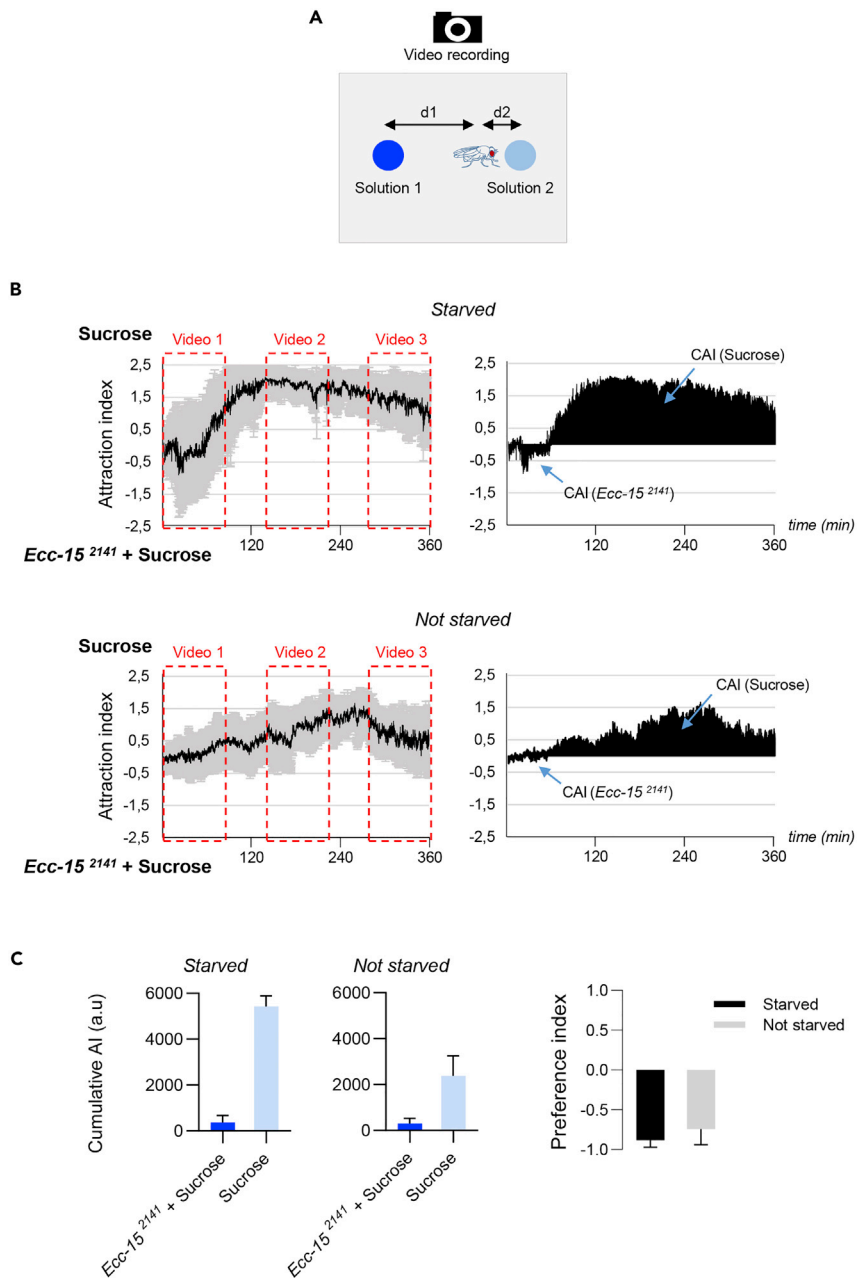 A
Video recording
d1
d2
Solution 1
Solution 2
B
Starved
Sucrose
Video 1
Video 2
Video 3
2,5
1,5
0,5
-0,5
-1,5
-2,5
Attraction index
120
240
360
Ecc-15 2141 + Sucrose
CAI (Sucrose)
2,5
1,5
0,5
-0,5
-1,5
-2,5
CAI (Ecc-15 2141)
120
240
360
time (min)
Not starved
Sucrose
Video 1
Video 2
Video 3
2,5
1,5
0,5
-0,5
-1,5
-2,5
Attraction index
120
240
360
Ecc-15 2141 + Sucrose
CAI (Sucrose)
2,5
1,5
0,5
-0,5
-1,5
-2,5
CAI (Ecc-15 2141)
120
240
360
time (min)
C
Starved
Cumulative AI (a.u)
6000
4000
2000
0
Ecc-15 2141 + Sucrose
Sucrose
Not starved
6000
4000
2000
0
Ecc-15 2141 + Sucrose
Sucrose
Preference index
1.0
0.5
0.0
-0.5
-1.0
Starved
Not starved